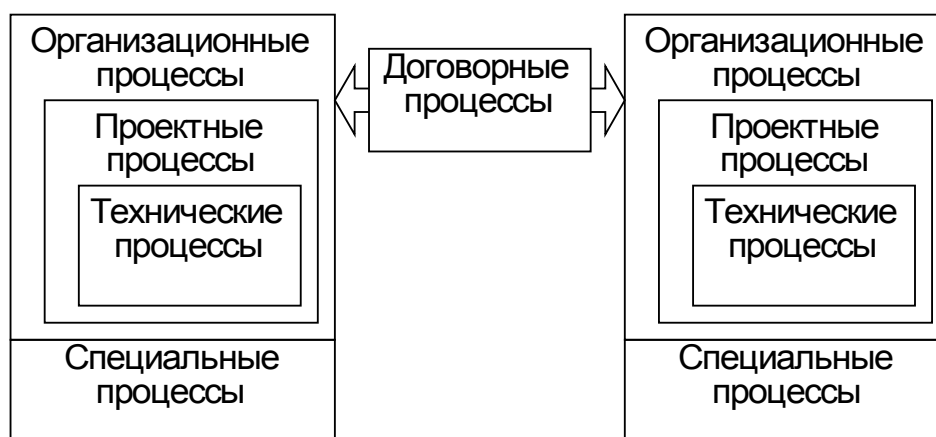 Организационные
процессы
Проектные
процессы
Технические
процессы
Специальные
процессы
Договорные
процессы
Организационные
процессы
Проектные
процессы
Технические
процессы
Специальные
процессы